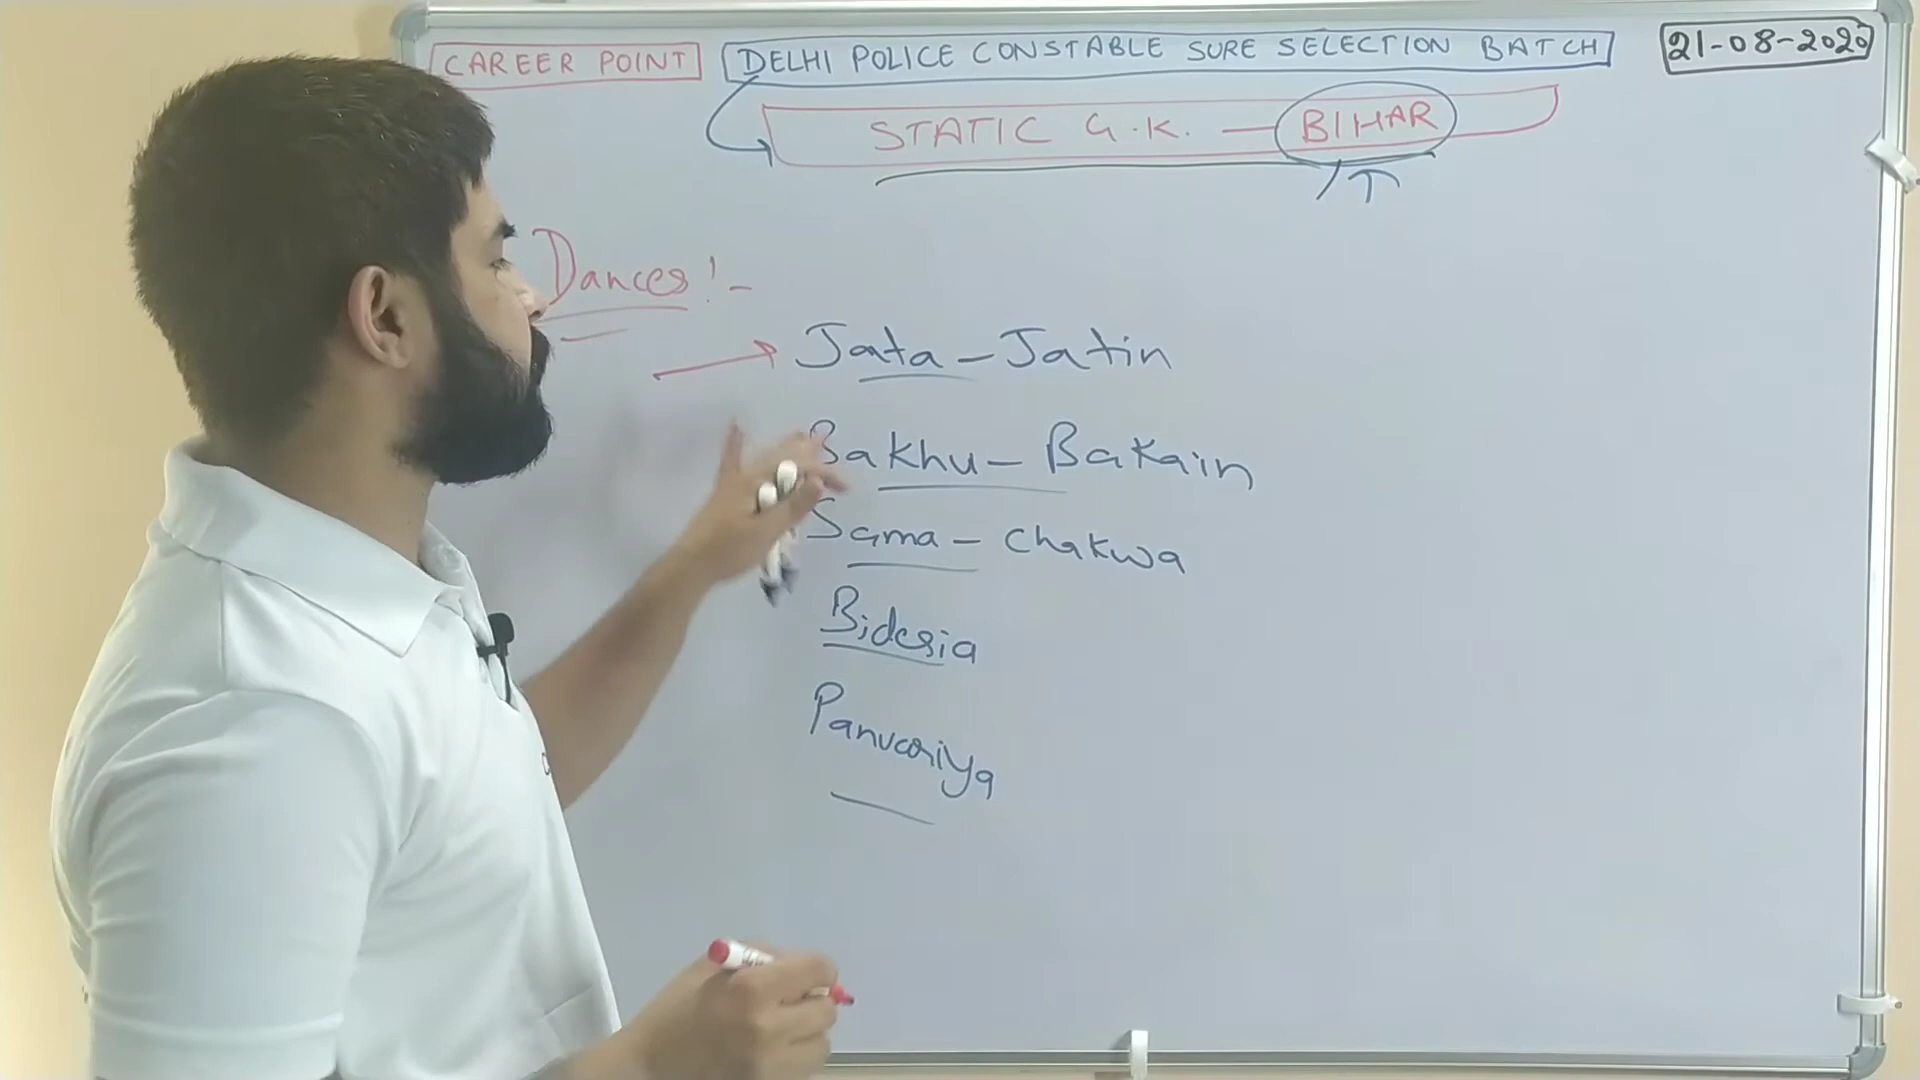 CAREER POINT DELHI POLICE CONSTABLE SURE SELECTION BATCH 21-08-2020
STATIC G.K. — BIHAR
Dances :-
Jata - Jatin
Bakhu - Bakain
Sama - Chakwa
Bidesia
Panvariya